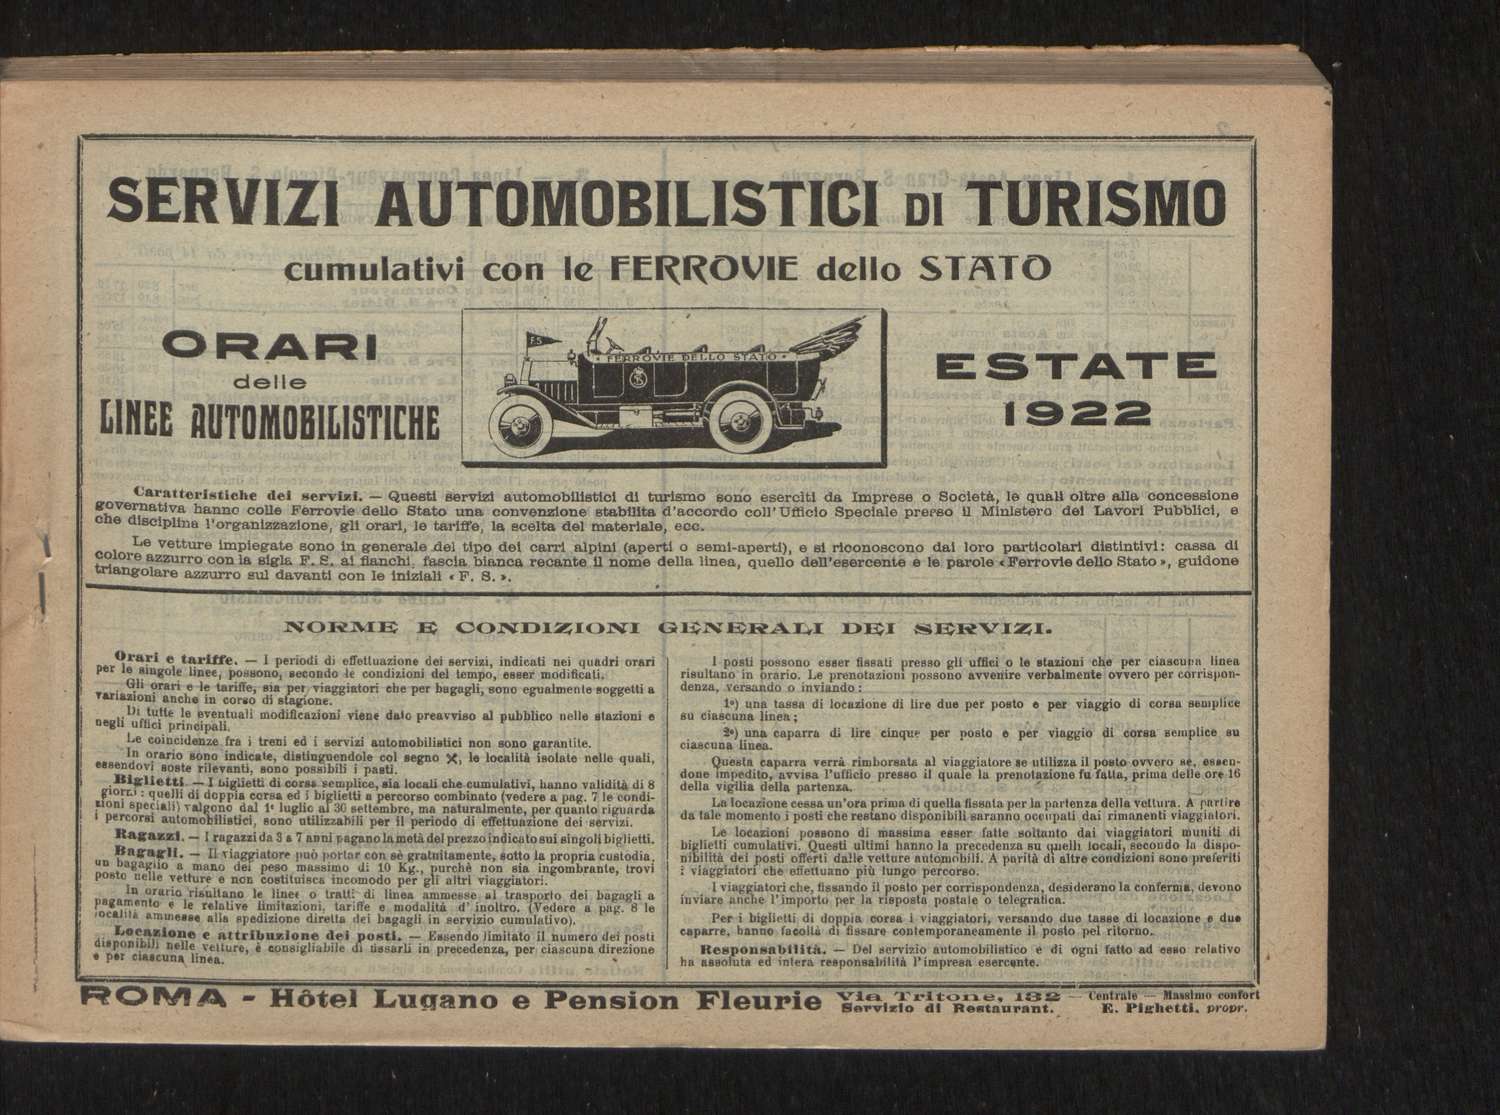 SERVIZI AUTOMOBILISTICI DI TURISMO
cumulativi con le FERROVIE dello STATO
ORARI
delle
LINEE AUTOMOBILISTICHE
F.S
• FERROVIE DELLO STATO •
ESTATE
1922
Caratteristiche dei servizi. — Questi servizi automobilistici di turismo sono eserciti da Imprese o Società, le quali oltre alla concessione
governativa hanno colle Ferrovie dello Stato una convenzione stabilita d'accordo coll'Ufficio Speciale presso il Ministero dei Lavori Pubblici, e
che disciplina l'organizzazione, gli orari, le tariffe, la scelta del materiale, ecc.
Le vetture impiegate sono in generale del tipo dei carri alpini (aperti o semi-aperti), e si riconoscono dai loro particolari distintivi: cassa di
colore azzurro con la sigla F. S. ai fianchi, fascia bianca recante il nome della linea, quello dell'esercente e le parole «Ferrovie dello Stato», guidone
triangolare azzurro sul davanti con le iniziali « F. S. ».
NORME E CONDIZIONI GENERALI DEI SERVIZI.
Orari e tariffe. — I periodi di effettuazione dei servizi, indicati nei quadri orari
per le singole linee, possono, secondo le condizioni del tempo, esser modificati.
Gli orari e le tariffe, sia per viaggiatori che per bagagli, sono egualmente soggetti a
variazioni anche in corso di stagione.
Di tutte le eventuali modificazioni viene dato preavviso al pubblico nelle stazioni e
negli uffici principali.
Le coincidenze fra i treni ed i servizi automobilistici non sono garantite.
In orario sono indicate, distinguendole col segno ⚒, le località isolate nelle quali,
essendovi soste rilevanti, sono possibili i pasti.
Biglietti — I biglietti di corsa semplice, sia locali che cumulativi, hanno validità di 8
giorni: quelli di doppia corsa ed i biglietti a percorso combinato (vedere a pag. 7 le condi-
zioni speciali) valgono dal 1º luglio al 30 settembre, ma naturalmente, per quanto riguarda
i percorsi automobilistici, sono utilizzabili per il periodo di effettuazione dei servizi.
Ragazzi. — I ragazzi da 3 a 7 anni pagano la metà del prezzo indicato sui singoli biglietti.
Bagagli. — Il viaggiatore può portar con sè gratuitamente, sotto la propria custodia,
un bagaglio a mano del peso massimo di 10 Kg., purchè non sia ingombrante, trovi
posto nelle vetture e non costituisca incomodo per gli altri viaggiatori.
In orario risultano le linee o tratti di linea ammesse al trasporto dei bagagli a
pagamento e le relative limitazioni, tariffe e modalità d'inoltro. (Vedere a pag. 8 le
località ammesse alla spedizione diretta dei bagagli in servizio cumulativo).
Locazione e attribuzione dei posti. — Essendo limitato il numero dei posti
disponibili nelle vetture, è consigliabile di fissarli in precedenza, per ciascuna direzione
e per ciascuna linea.
I posti possono esser fissati presso gli uffici o le stazioni che per ciascuna linea
risultano in orario. Le prenotazioni possono avvenire verbalmente ovvero per corrispon-
denza, versando o inviando:
1º) una tassa di locazione di lire due per posto e per viaggio di corsa semplice
su ciascuna linea;
2º) una caparra di lire cinque per posto e per viaggio di corsa semplice su
ciascuna linea.
Questa caparra verrà rimborsata al viaggiatore se utilizza il posto ovvero se, essen-
done impedito, avvisa l'ufficio presso il quale la prenotazione fu fatta, prima delle ore 16
della vigilia della partenza.
La locazione cessa un'ora prima di quella fissata per la partenza della vettura. A partire
da tale momento i posti che restano disponibili saranno occupati dai rimanenti viaggiatori.
Le locazioni possono di massima esser fatte soltanto dai viaggiatori muniti di
biglietti cumulativi. Questi ultimi hanno la precedenza su quelli locali, secondo la dispo-
nibilità dei posti offerti dalle vetture automobili. A parità di altre condizioni sono preferiti
i viaggiatori che effettuano più lungo percorso.
I viaggiatori che, fissando il posto per corrispondenza, desiderano la conferma, devono
inviare anche l'importo per la risposta postale o telegrafica.
Per i biglietti di doppia corsa i viaggiatori, versando due tasse di locazione e due
caparre, hanno facoltà di fissare contemporaneamente il posto pel ritorno.
Responsabilità. — Del servizio automobilistico e di ogni fatto ad esso relativo
ha assoluta ed intera responsabilità l'impresa esercente.
ROMA - Hôtel Lugano e Pension Fleurie Via Tritone, 132 — Centrale — Massimo confort
Servizio di Restaurant. E. Pighetti, propr.